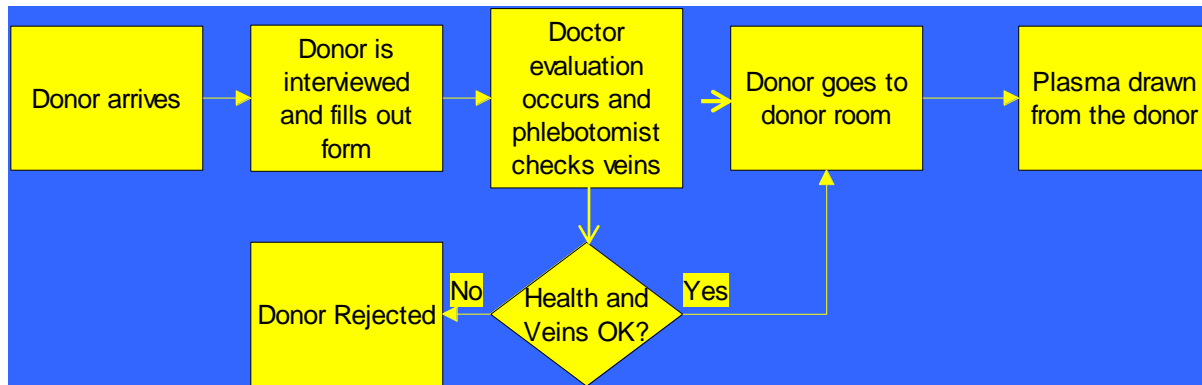 Donor arrives
Donor is
interviewed
and fills out
form
Doctor
evaluation
occurs and
phlebotomist
checks veins
Donor goes to
donor room
Plasma drawn
from the donor
Donor Rejected
No
Health and
Veins OK?
Yes